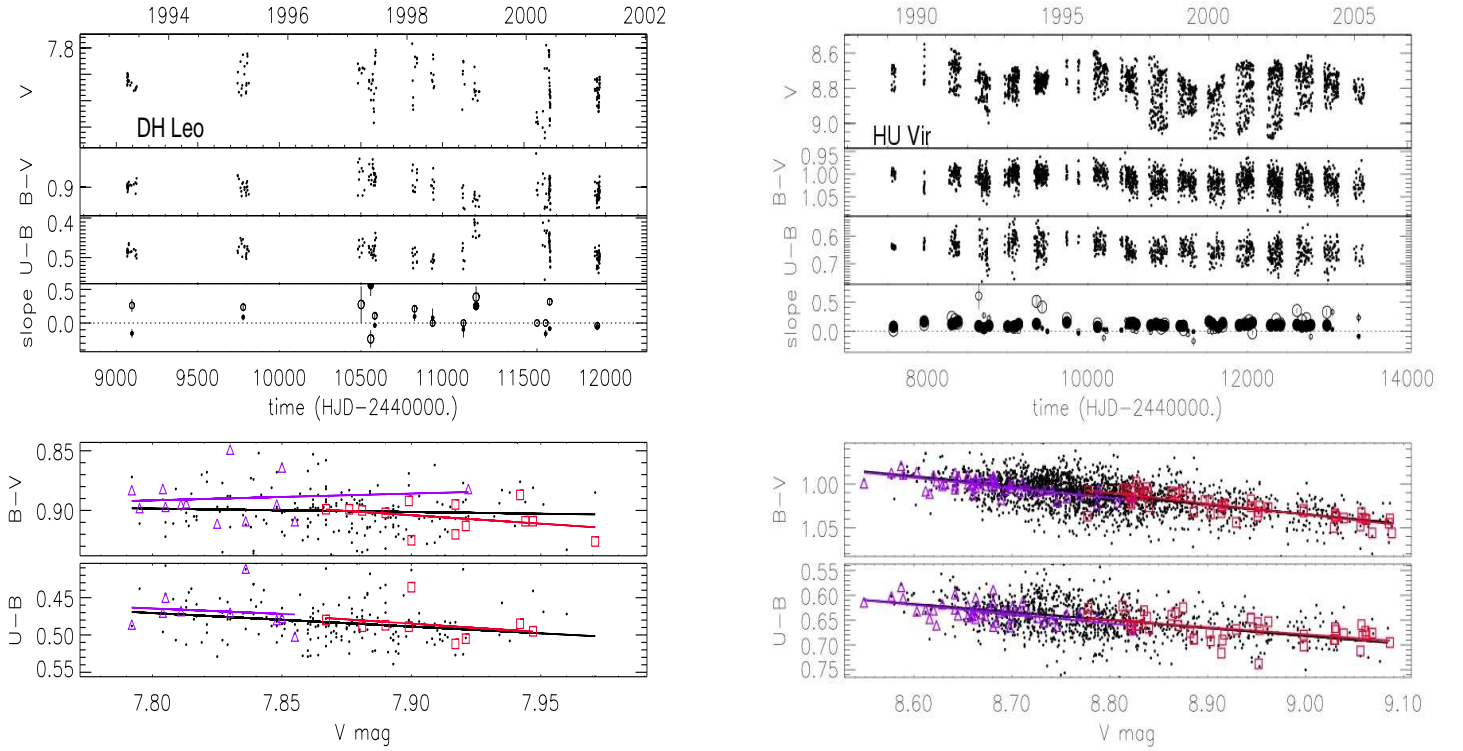 1994 1996 1998 2000 2002
7.8
V
DH Leo
B-V
0.9
U-B
0.4
0.5
slope
0.5
0.0
9000 9500 10000 10500 11000 11500 12000
time (HJD-2440000.)
B-V
0.85
0.90
U-B
0.45
0.50
0.55
7.80 7.85 7.90 7.95
V mag
1990 1995 2000 2005
V
8.6
8.8
9.0
HU Vir
B-V
0.95
1.00
1.05
U-B
0.6
0.7
slope
0.5
0.0
8000 10000 12000 14000
time (HJD-2440000.)
B-V
1.00
1.05
U-B
0.55
0.60
0.65
0.70
0.75
8.60 8.70 8.80 8.90 9.00 9.10
V mag